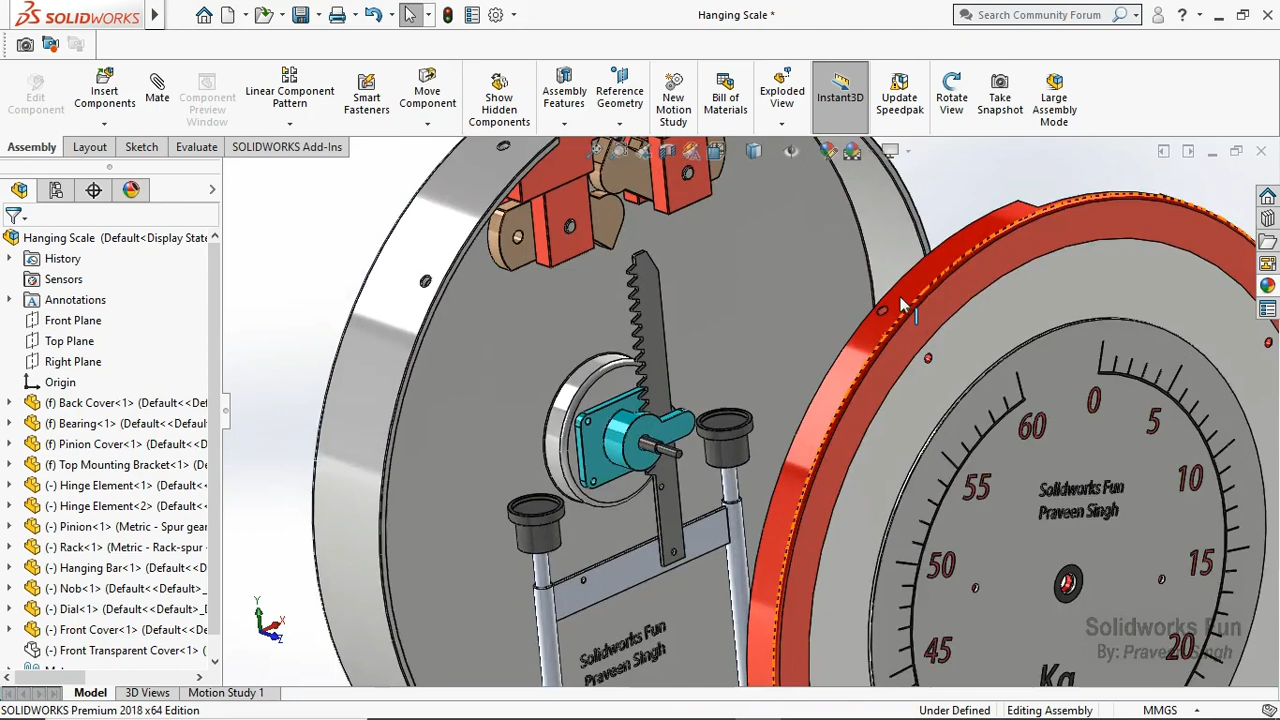 SOLIDWORKS
Hanging Scale *
Search Community Forum
Edit
Component
Insert
Components
Mate
Component
Preview
Window
Linear Component
Pattern
Smart
Fasteners
Move
Component
Show
Hidden
Components
Assembly
Features
Reference
Geometry
New
Motion
Study
Bill of
Materials
Exploded
View
Instant3D
Update
Speedpak
Rotate
View
Take
Snapshot
Large
Assembly
Mode
Assembly
Layout
Sketch
Evaluate
SOLIDWORKS Add-Ins
Hanging Scale (Default<Display State
History
Sensors
Annotations
Front Plane
Top Plane
Right Plane
Origin
(f) Back Cover<1> (Default<<Def
(f) Bearing<1> (Default<<Default
(f) Pinion Cover<1> (Default<<D
(f) Top Mounting Bracket<1> (D
(-) Hinge Element<1> (Default<<
(-) Hinge Element<2> (Default<<
(-) Pinion<1> (Metric - Spur gear
(-) Rack<1> (Metric - Rack-spur
(-) Hanging Bar<1> (Default<<D
(-) Nob<1> (Default<<Default>_
(-) Dial<1> (Default<<Default>_D
(-) Front Cover<1> (Default<<De
(-) Front Transparent Cover<1> (
0
5
10
15
20
45
50
55
60
Solidworks Fun
Praveen Singh
Kg
Solidworks Fun
Praveen Singh
Solidworks Fun
By: Praveen Singh
Y
X
Z
Model
3D Views
Motion Study 1
SOLIDWORKS Premium 2018 x64 Edition
Under Defined
Editing Assembly
MMGS